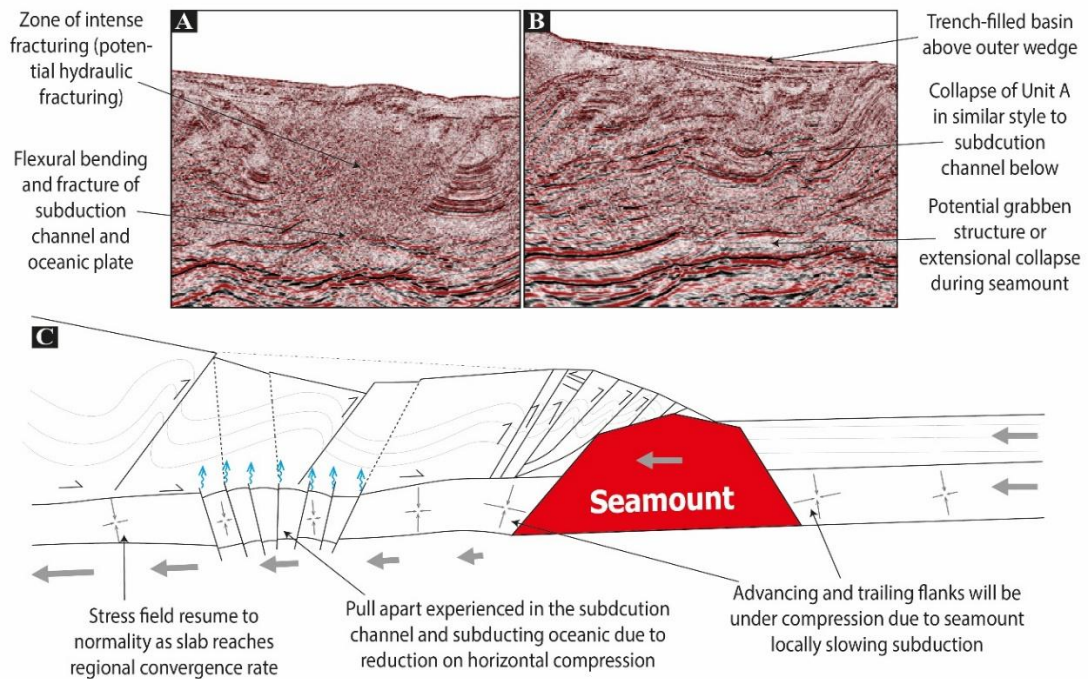 Zone of intense
fracturing (poten-
tial hydraulic
fracturing)
Flexural bending
and fracture of
subduction
channel and
oceanic plate
A
B
Trench-filled basin
above outer wedge
Collapse of Unit A
in similar style to
subdcution
channel below
Potential grabben
structure or
extensional collapse
during seamount
C
Seamount
Stress field resume to
normality as slab reaches
regional convergence rate
Pull apart experienced in the subdcution
channel and subducting oceanic due to
reduction on horizontal compression
Advancing and trailing flanks will be
under compression due to seamount
locally slowing subduction